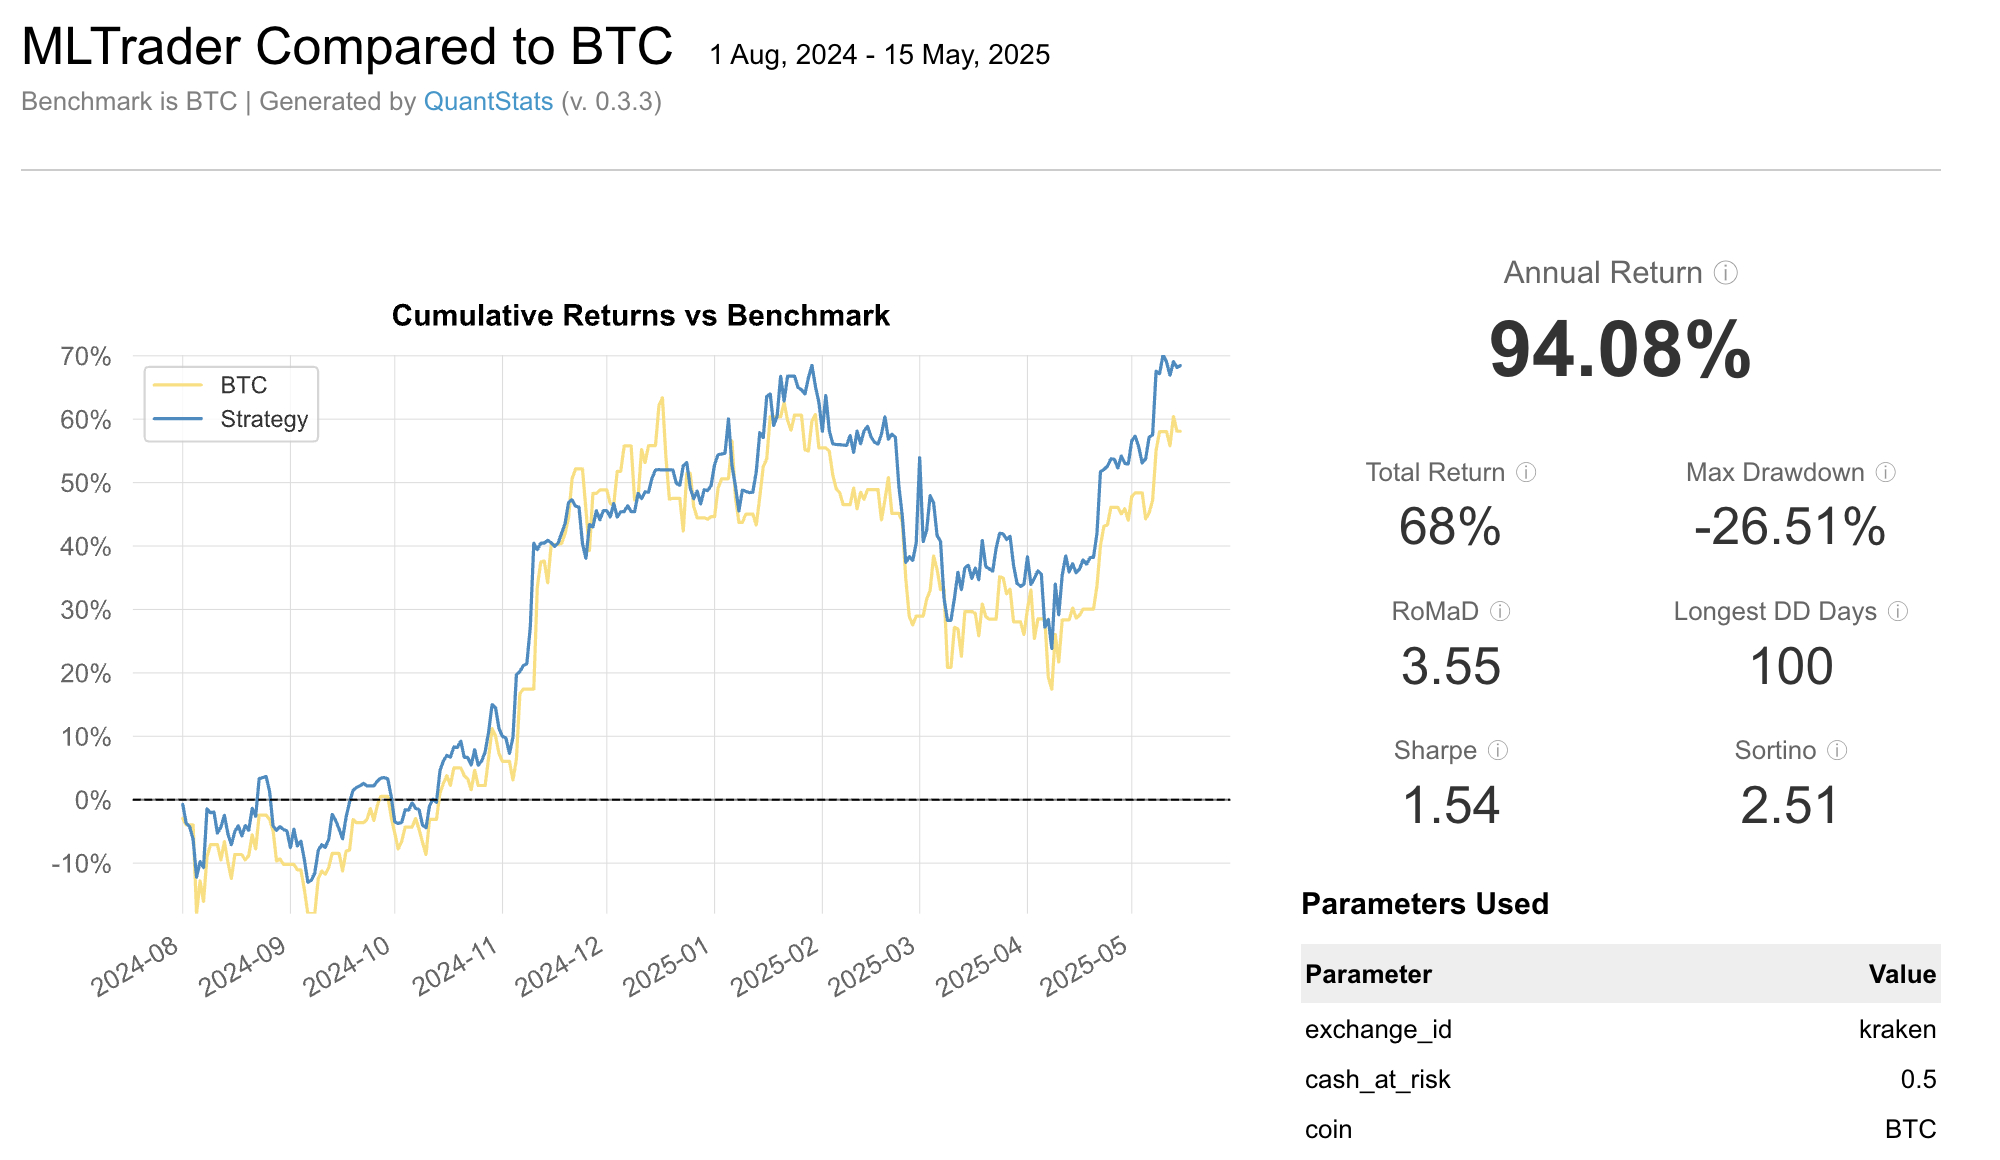 MLTrader Compared to BTC 1 Aug, 2024 - 15 May, 2025
Benchmark is BTC | Generated by QuantStats (v. 0.3.3)
Cumulative Returns vs Benchmark
70%
60%
50%
40%
30%
20%
10%
0%
-10%
BTC
Strategy
2024-08
2024-09
2024-10
2024-11
2024-12
2025-01
2025-02
2025-03
2025-04
2025-05
Annual Return ⓘ
94.08%
Total Return ⓘ Max Drawdown ⓘ
68% -26.51%
RoMaD ⓘ Longest DD Days ⓘ
3.55 100
Sharpe ⓘ Sortino ⓘ
1.54 2.51
Parameters Used
Parameter Value
exchange_id kraken
cash_at_risk 0.5
coin BTC